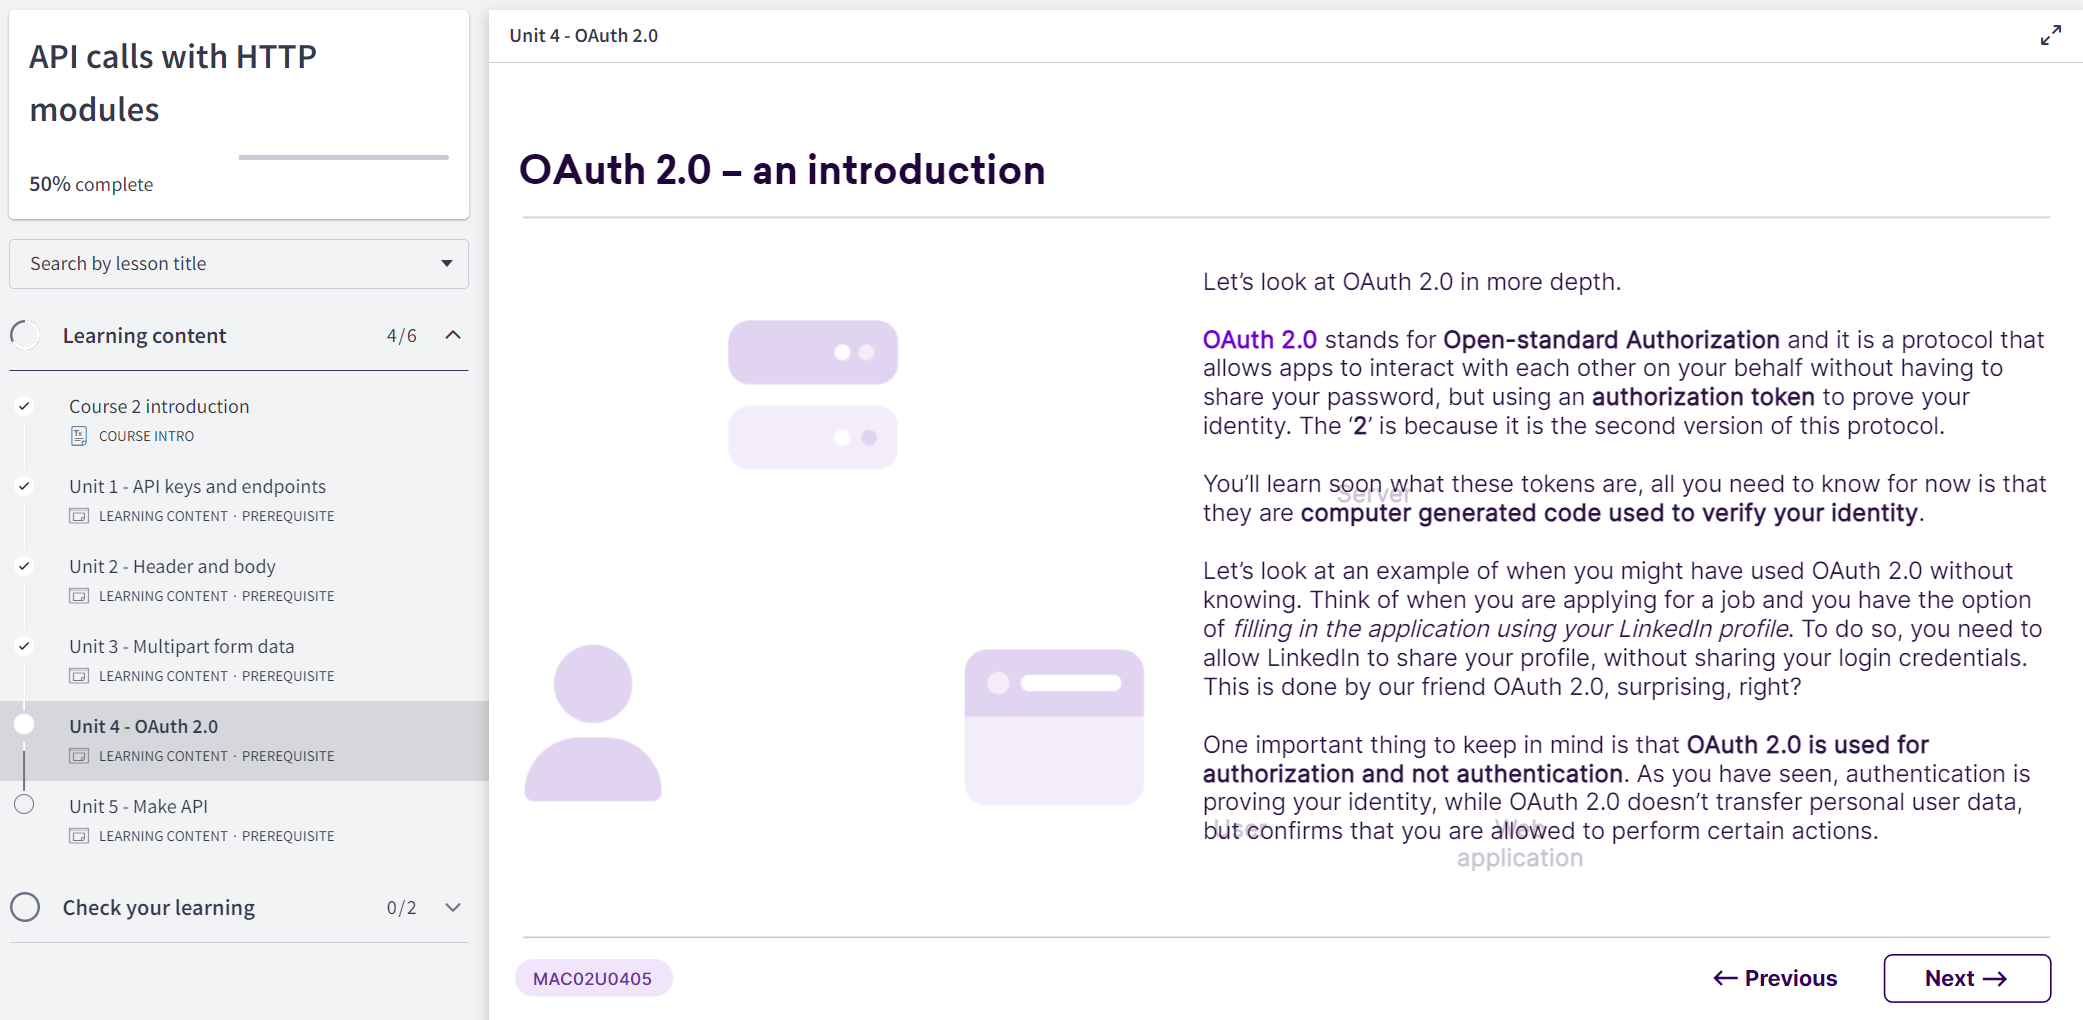 API calls with HTTP
modules
50% complete
Search by lesson title
Learning content 4/6
Course 2 introduction
COURSE INTRO
Unit 1 - API keys and endpoints
LEARNING CONTENT · PREREQUISITE
Unit 2 - Header and body
LEARNING CONTENT · PREREQUISITE
Unit 3 - Multipart form data
LEARNING CONTENT · PREREQUISITE
Unit 4 - OAuth 2.0
LEARNING CONTENT · PREREQUISITE
Unit 5 - Make API
LEARNING CONTENT · PREREQUISITE
Check your learning 0/2
Unit 4 - OAuth 2.0
OAuth 2.0 – an introduction
Let’s look at OAuth 2.0 in more depth.
OAuth 2.0 stands for Open-standard Authorization and it is a protocol that
allows apps to interact with each other on your behalf without having to
share your password, but using an authorization token to prove your
identity. The ‘2’ is because it is the second version of this protocol.
You’ll learn soon what these tokens are, all you need to know for now is that
Server
they are computer generated code used to verify your identity.
Let’s look at an example of when you might have used OAuth 2.0 without
knowing. Think of when you are applying for a job and you have the option
of filling in the application using your LinkedIn profile. To do so, you need to
allow LinkedIn to share your profile, without sharing your login credentials.
This is done by our friend OAuth 2.0, surprising, right?
One important thing to keep in mind is that OAuth 2.0 is used for
authorization and not authentication. As you have seen, authentication is
proving your identity, while OAuth 2.0 doesn’t transfer personal user data,
but confirms that you are allowed to perform certain actions.
User
Web
application
MAC02U0405
← Previous
Next →